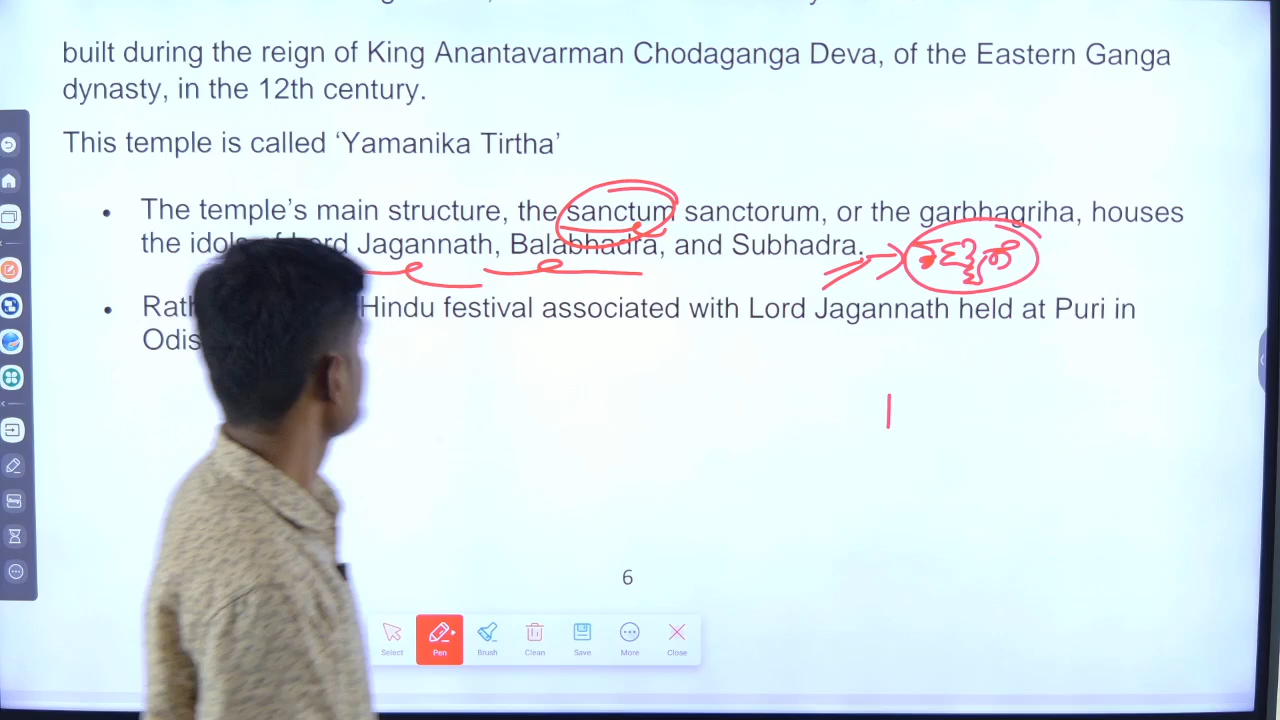 built during the reign of King Anantavarman Chodaganga Deva, of the Eastern Ganga
dynasty, in the 12th century.
This temple is called ‘Yamanika Tirtha’
• The temple’s main structure, the sanctum sanctorum, or the garbhagriha, houses
the idols of Lord Jagannath, Balabhadra, and Subhadra.
• Hindu festival associated with Lord Jagannath held at Puri in
6
Select
Pen
Brush
Clean
Save
More
Close